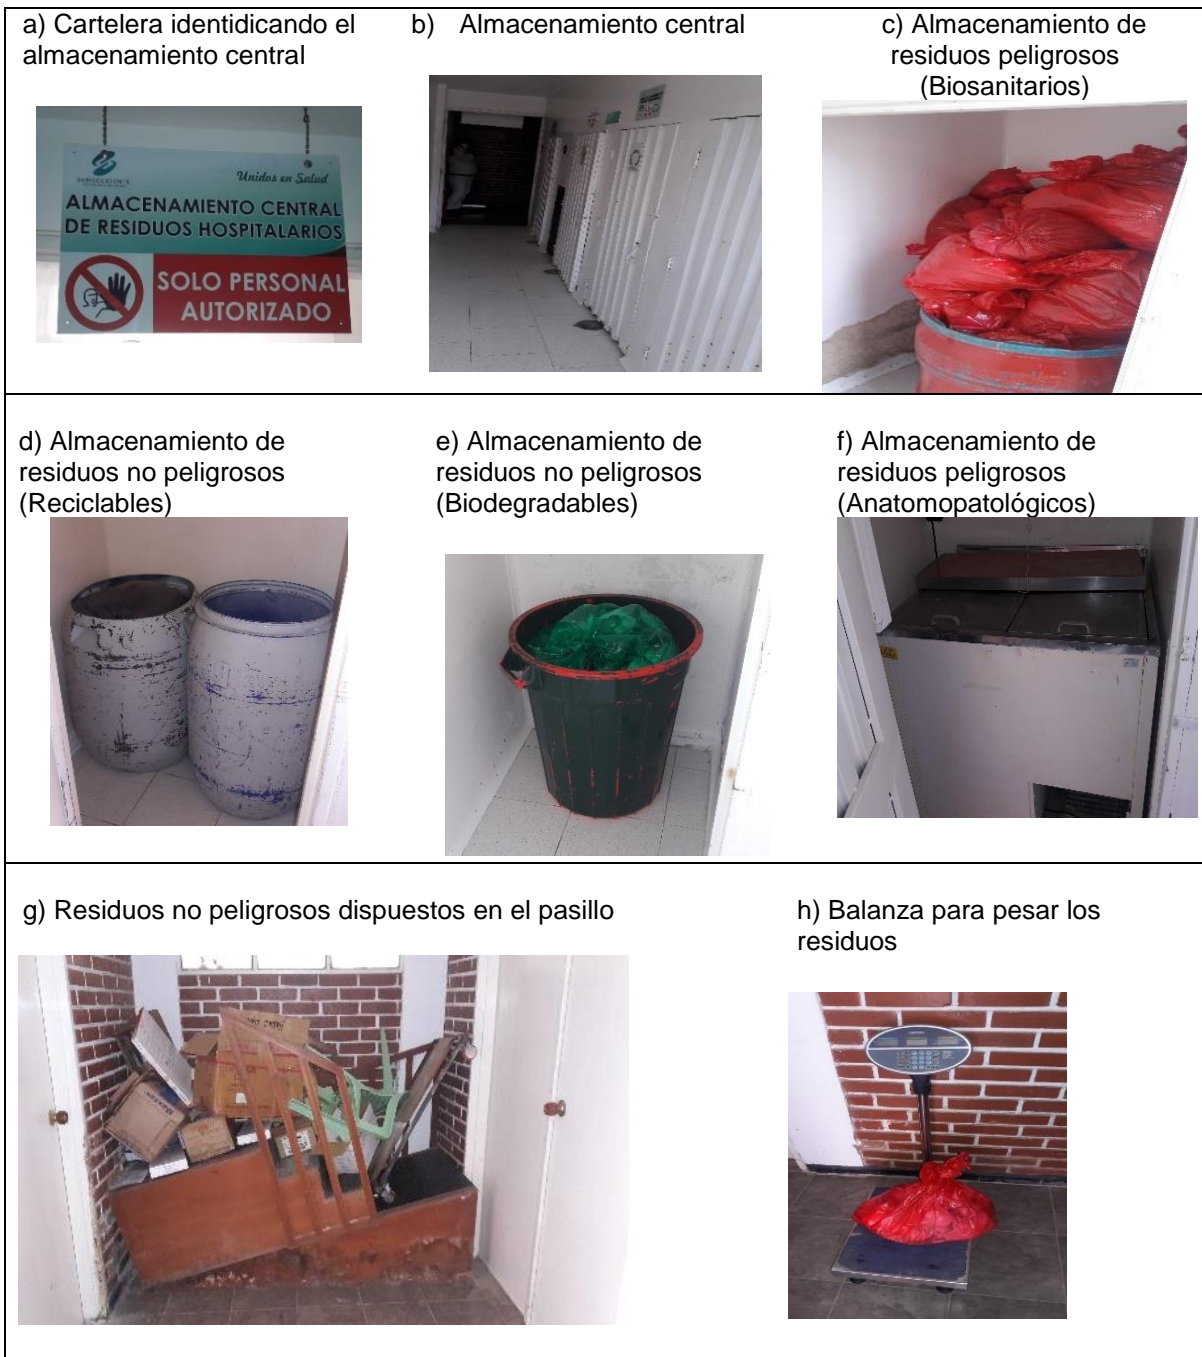 a) Cartelera identidicando el
almacenamiento central
b) Almacenamiento central
c) Almacenamiento de
residuos peligrosos
(Biosanitarios)
Unidos en Salud
ALMACENAMIENTO CENTRAL
DE RESIDUOS HOSPITALARIOS
SOLO PERSONAL
AUTORIZADO
d) Almacenamiento de
residuos no peligrosos
(Reciclables)
e) Almacenamiento de
residuos no peligrosos
(Biodegradables)
f) Almacenamiento de
residuos peligrosos
(Anatomopatológicos)
g) Residuos no peligrosos dispuestos en el pasillo
h) Balanza para pesar los
residuos